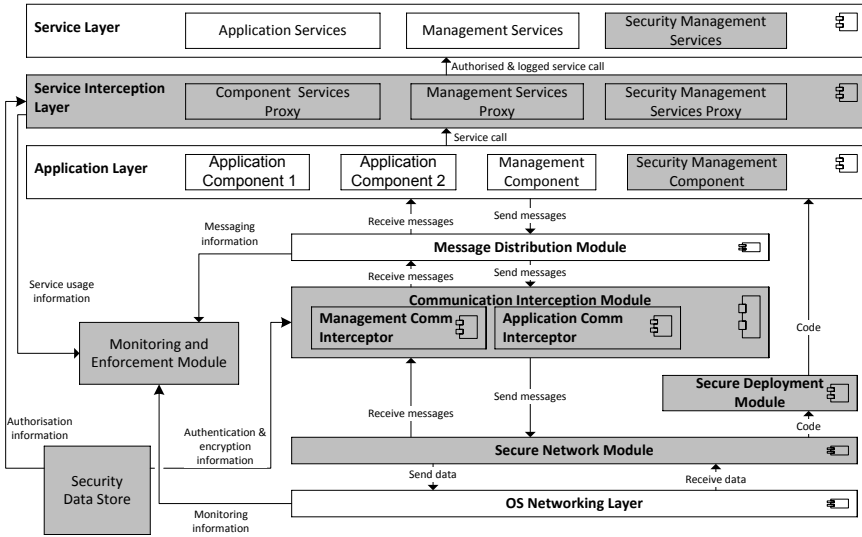 Service Layer
Application Services
Management Services
Security Management
Services
Authorised & logged service call
Service Interception
Layer
Component Services
Proxy
Management Services
Proxy
Security Management
Services Proxy
Service call
Application Layer
Application
Component 1
Application
Component 2
Management
Component
Security Management
Component
Messaging
information
Receive messages
Send messages
Message Distribution Module
Service usage
information
Receive messages
Send messages
Communication Interception Module
Management Comm
Interceptor
Application Comm
Interceptor
Monitoring and
Enforcement Module
Code
Secure Deployment
Module
Authorisation
information
Authentication &
encryption
information
Receive messages
Send messages
Code
Secure Network Module
Security
Data Store
Send data
Receive data
Monitoring
information
OS Networking Layer